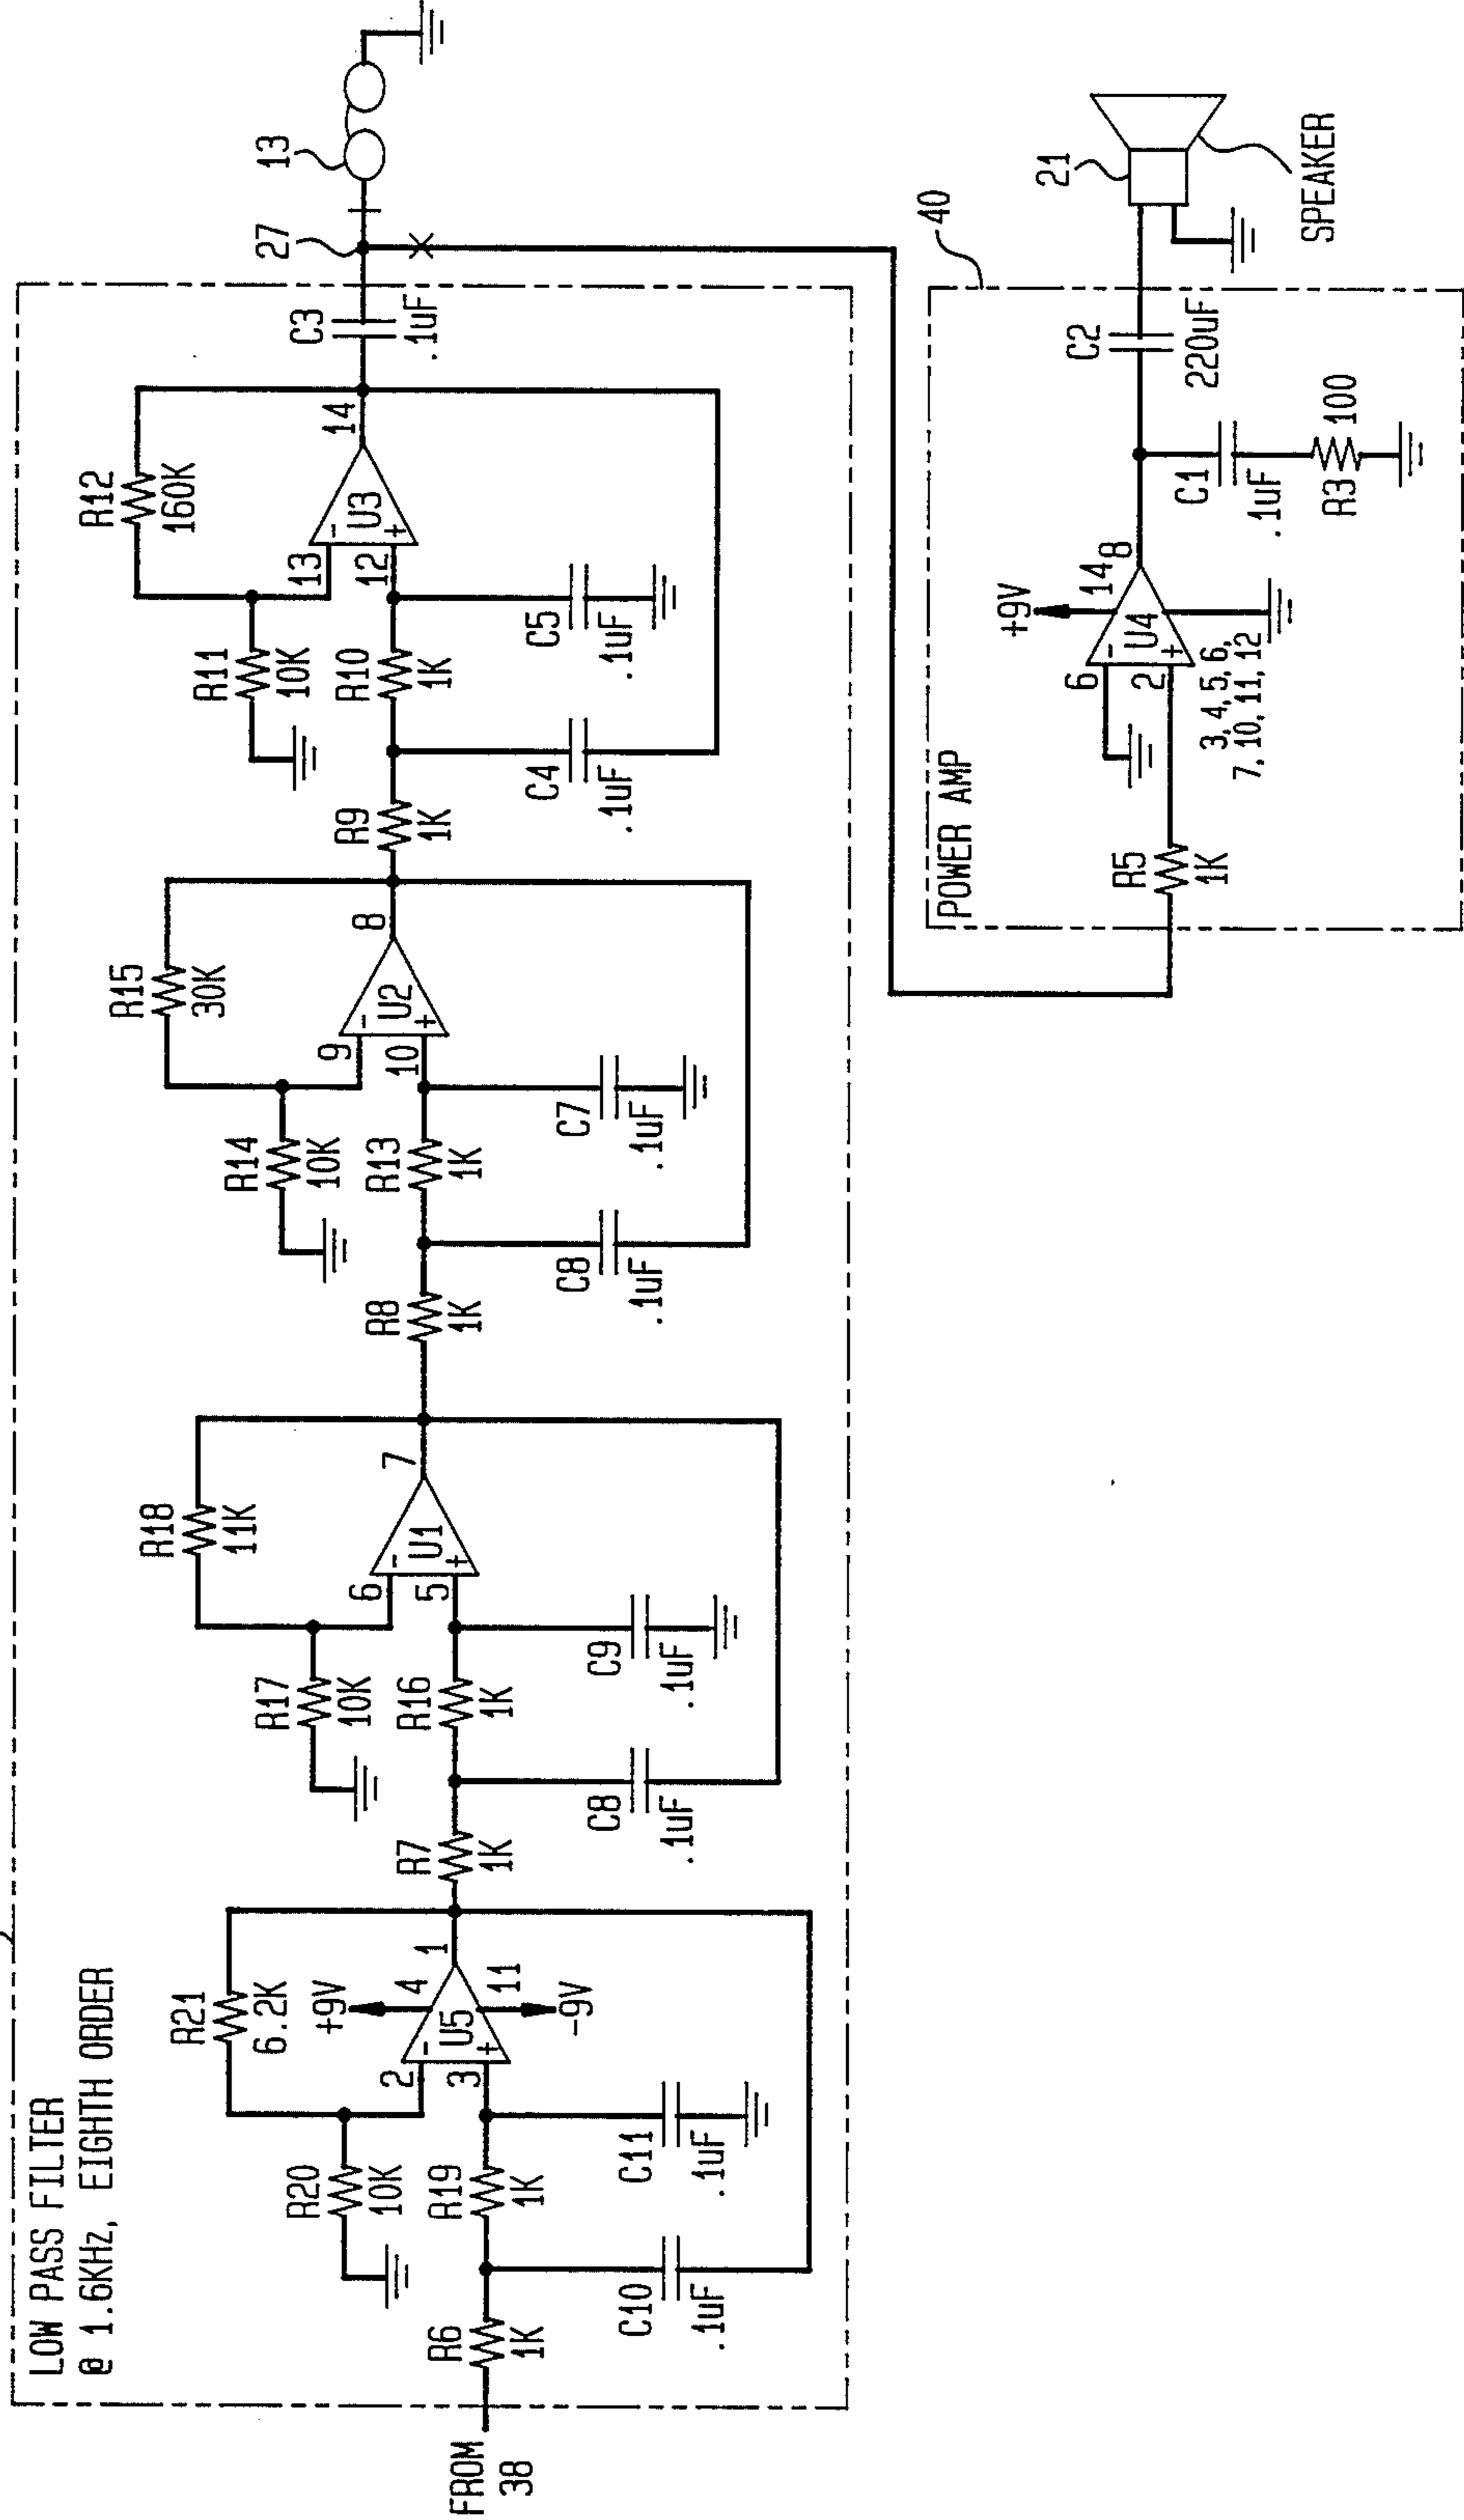 LOW PASS FILTER
@ 1.6KHz, EIGHTH ORDER
FROM
38
R6
1K
C10
.1uF
R20
10K
R19
1K
C11
.1uF
R21
6.2K
+9V
4
2
3
U5
-
+
1
11
-9V
R7
1K
C8
.1uF
R17
10K
R16
1K
C9
.1uF
R18
11K
6
5
U1
-
+
7
R8
1K
C8
.1uF
R14
10K
R13
1K
C7
.1uF
R15
30K
9
10
U2
-
+
8
R9
1K
C4
.1uF
R11
10K
R10
1K
C5
.1uF
R12
160K
13
12
U3
-
+
14
C3
.1uF
27
13
POWER AMP
40
R5
1K
6
2
+9V
14
U4
-
+
8
3, 4, 5, 6,
7, 10, 11, 12
C1
.1uF
R3
100
C2
220uF
21
SPEAKER